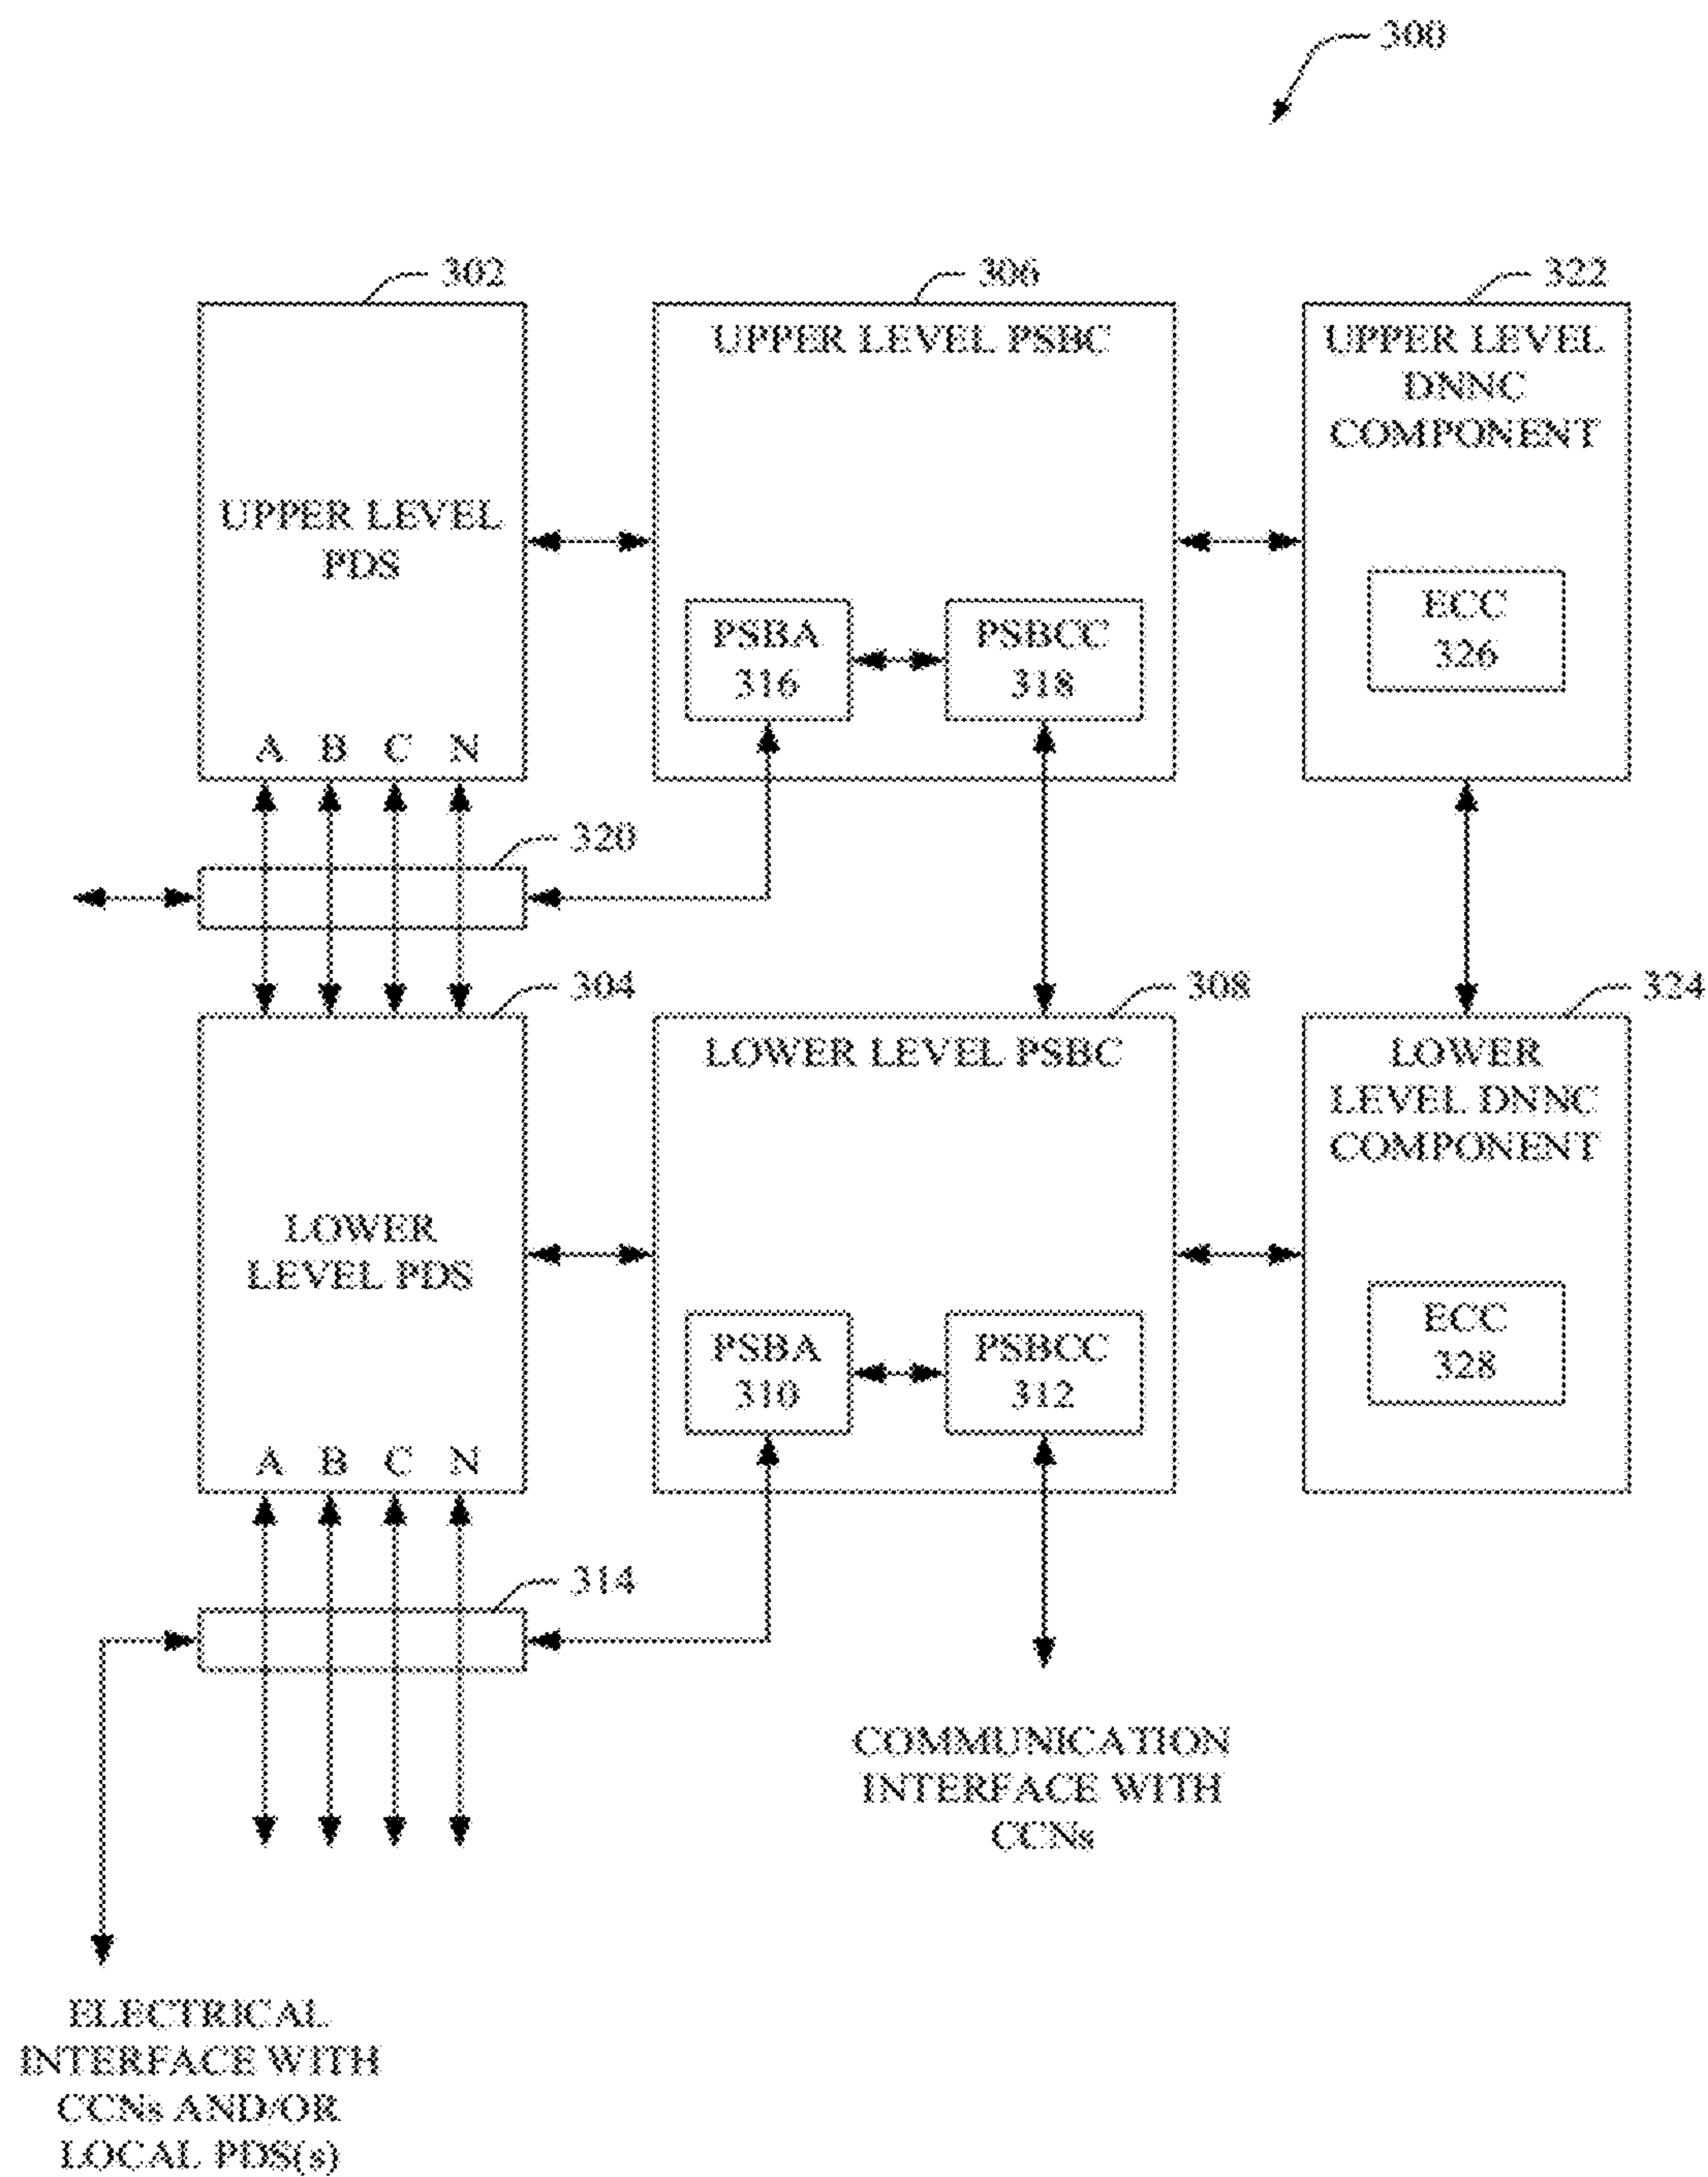 300
302
306
322
UPPER LEVEL PSBC
UPPER LEVEL
DNNC
COMPONENT
UPPER LEVEL
PDS
PSBA
316
PSBCC
318
ECC
326
A B C N
320
304
308
324
LOWER LEVEL PSBC
LOWER
LEVEL DNNC
COMPONENT
LOWER
LEVEL PDS
PSBA
310
PSBCC
312
ECC
328
A B C N
314
COMMUNICATION
INTERFACE WITH
CCNs
ELECTRICAL
INTERFACE WITH
CCNs AND/OR
LOCAL PDS(s)